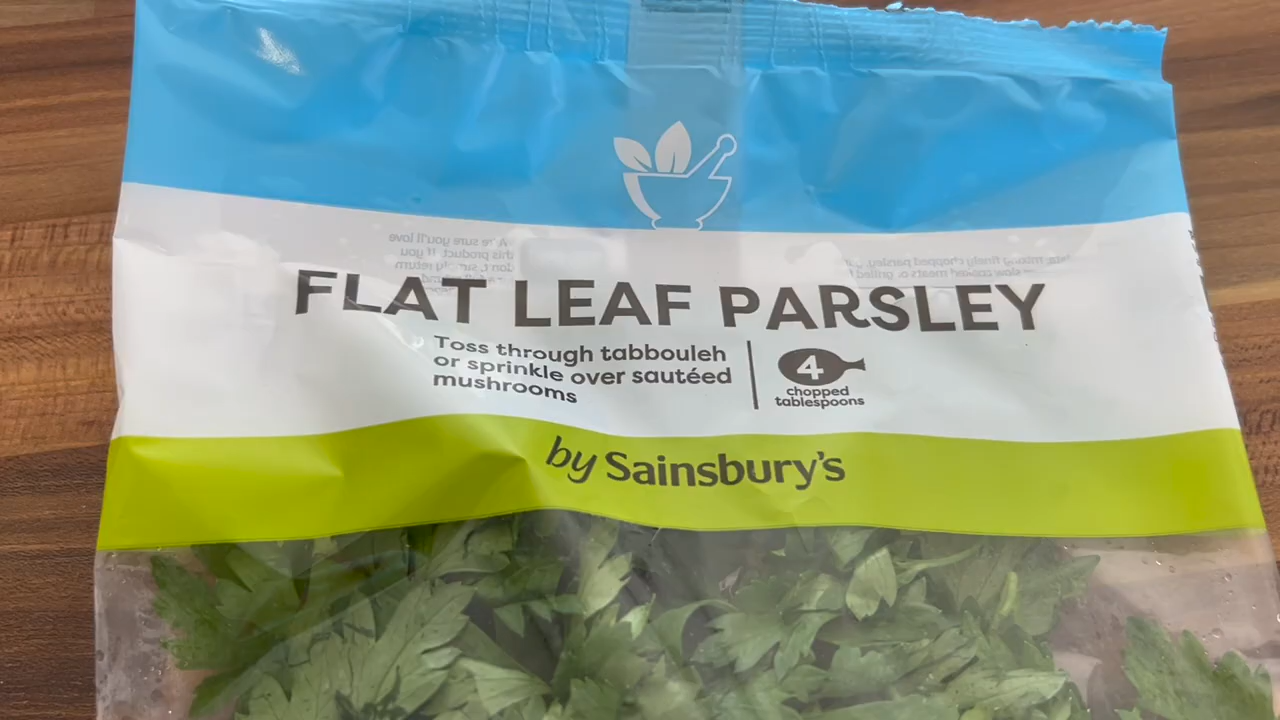 FLAT LEAF PARSLEY
Toss through tabbouleh
or sprinkle over sautéed
mushrooms
4
chopped
tablespoons
by Sainsbury's